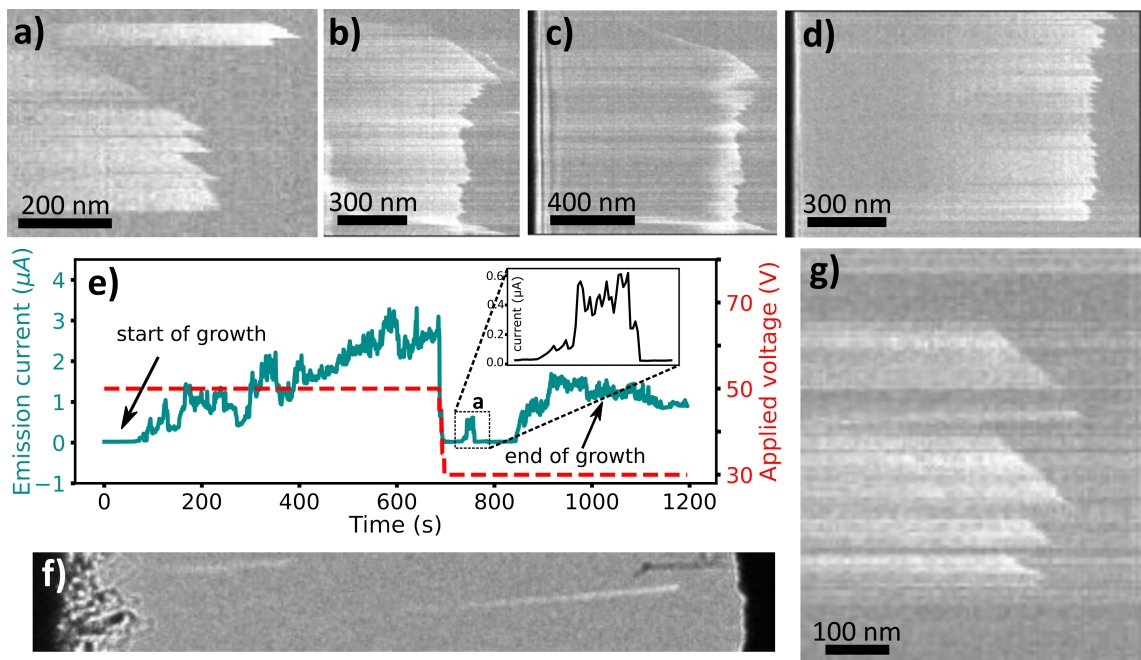 a)
b)
c)
d)
200 nm
300 nm
400 nm
300 nm
e)
Emission current (μA)
4
3
2
1
0
−1
start of growth
current (μA)
0.6
0.4
0.2
0.0
a
end of growth
0
200
400
600
800
1000
1200
Time (s)
70
50
30
Applied voltage (V)
f)
g)
100 nm